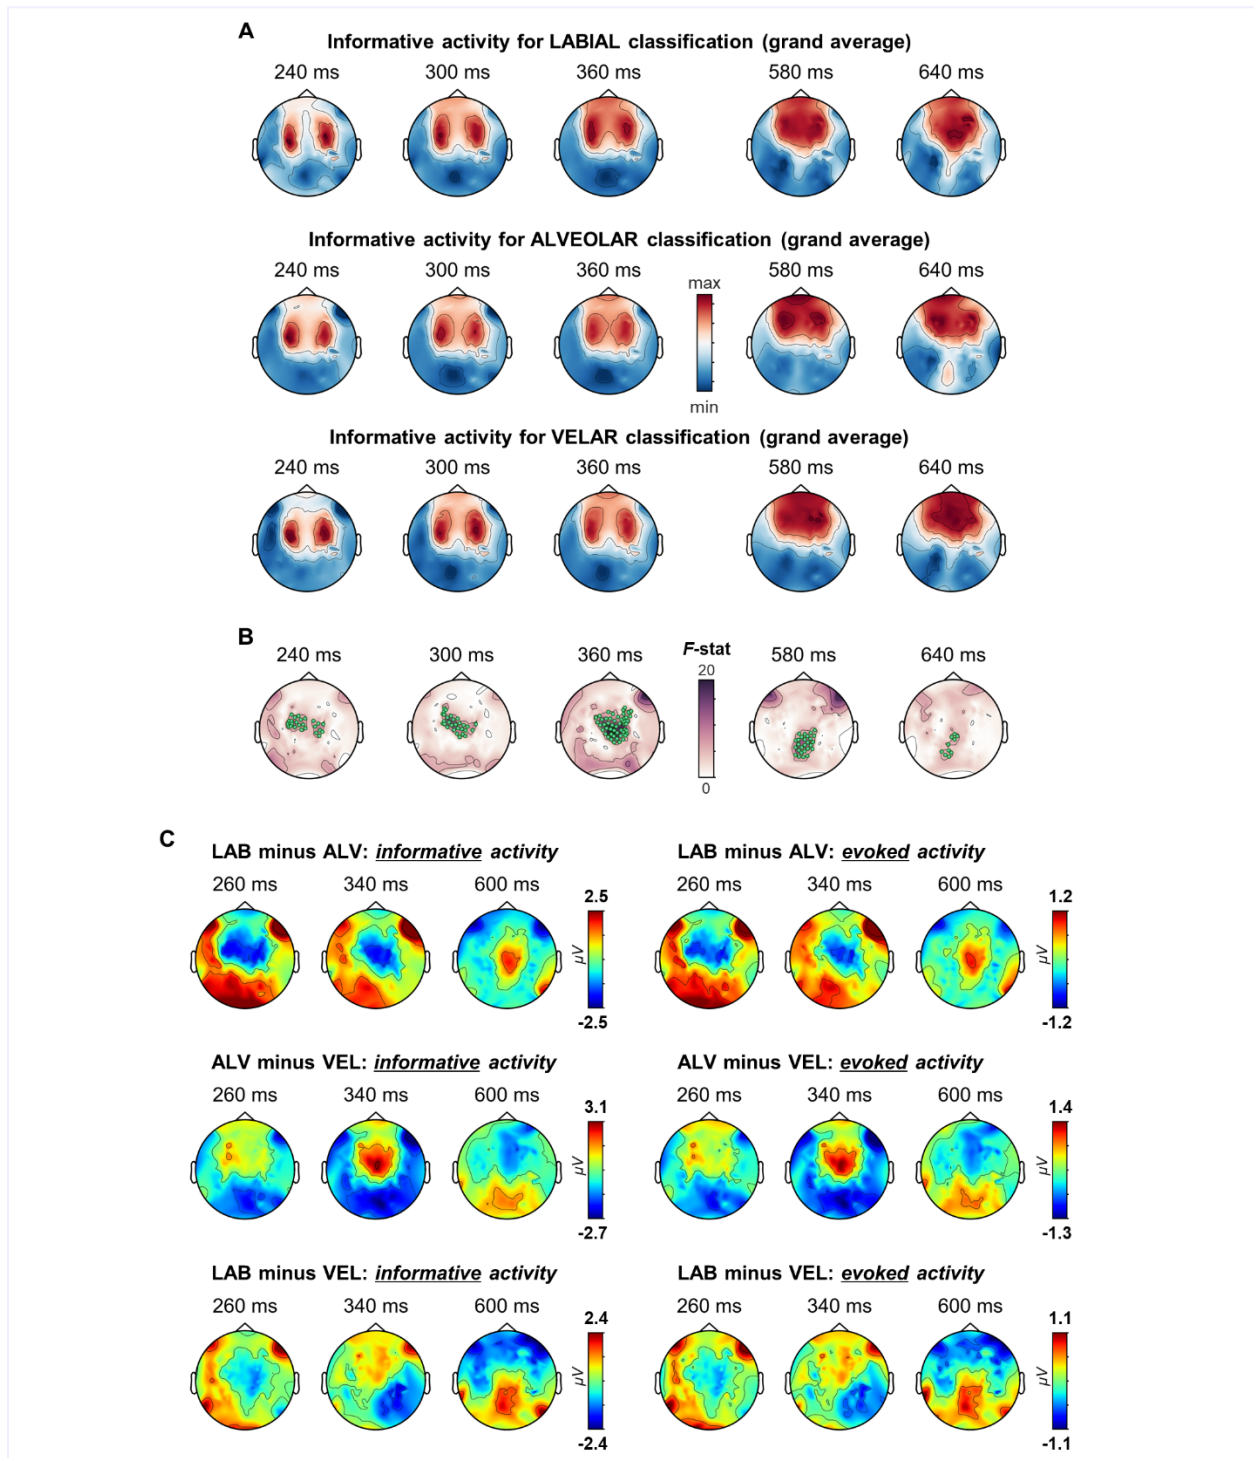 A
Informative activity for LABIAL classification (grand average)
240 ms 300 ms 360 ms 580 ms 640 ms
Informative activity for ALVEOLAR classification (grand average)
240 ms 300 ms 360 ms 580 ms 640 ms
max
min
Informative activity for VELAR classification (grand average)
240 ms 300 ms 360 ms 580 ms 640 ms
B
240 ms 300 ms 360 ms 580 ms 640 ms
F-stat
20
0
C
LAB minus ALV: informative activity
260 ms 340 ms 600 ms
2.5
μV
-2.5
LAB minus ALV: evoked activity
260 ms 340 ms 600 ms
1.2
μV
-1.2
ALV minus VEL: informative activity
260 ms 340 ms 600 ms
3.1
μV
-2.7
ALV minus VEL: evoked activity
260 ms 340 ms 600 ms
1.4
μV
-1.3
LAB minus VEL: informative activity
260 ms 340 ms 600 ms
2.4
μV
-2.4
LAB minus VEL: evoked activity
260 ms 340 ms 600 ms
1.1
μV
-1.1